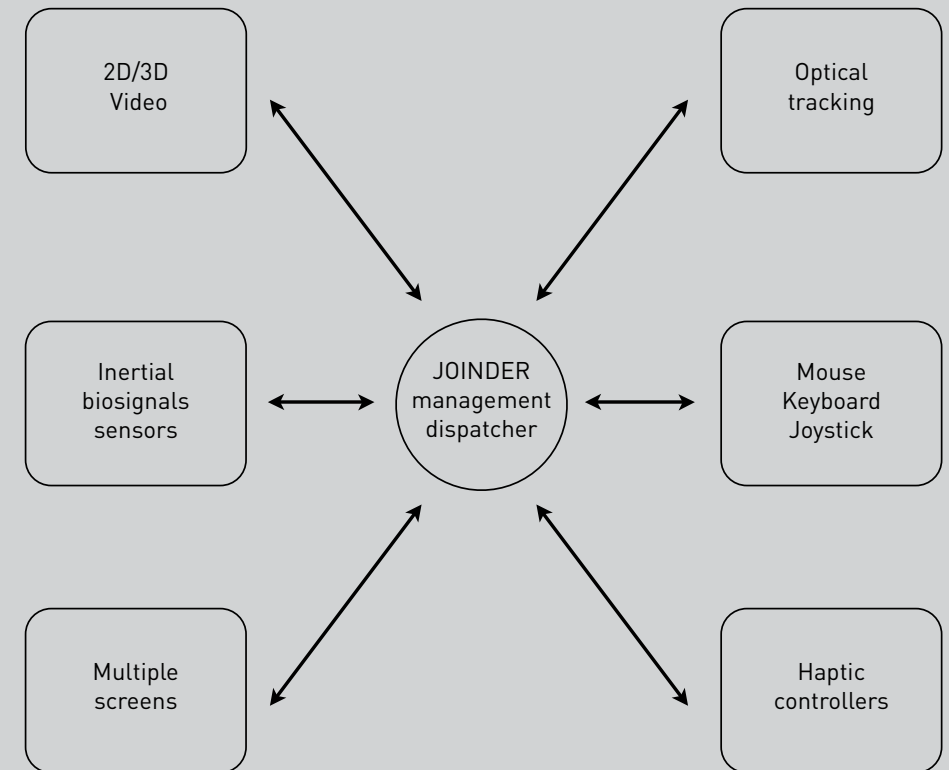 2D/3D
Video
Optical
tracking
Inertial
biosignals
sensors
JOINDER
management
dispatcher
Mouse
Keyboard
Joystick
Multiple
screens
Haptic
controllers